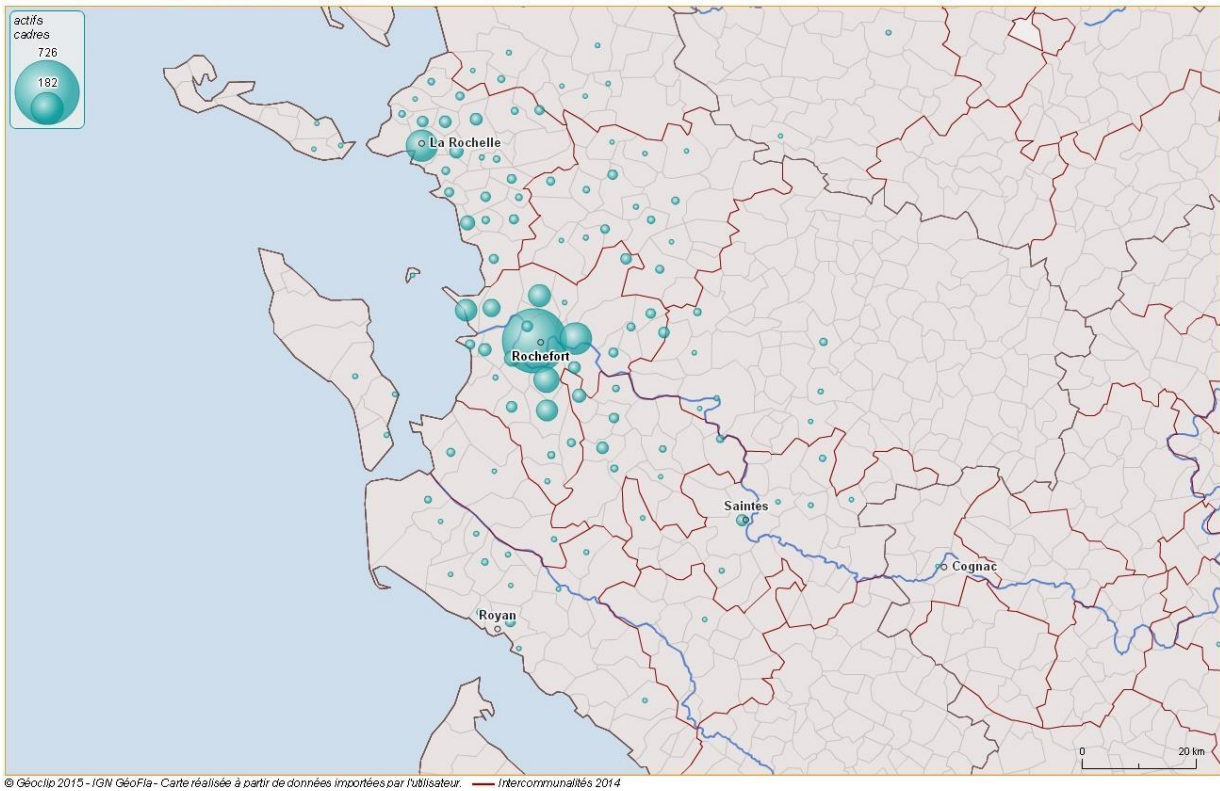 actifs
cadres
726
182
La Rochelle
Rochefort
Saintes
Cognac
Royan
0 20 km
© Géoclip 2015 - IGN GéoFla - Carte réalisée à partir de données importées par l'utilisateur. Intercommunalités 2014